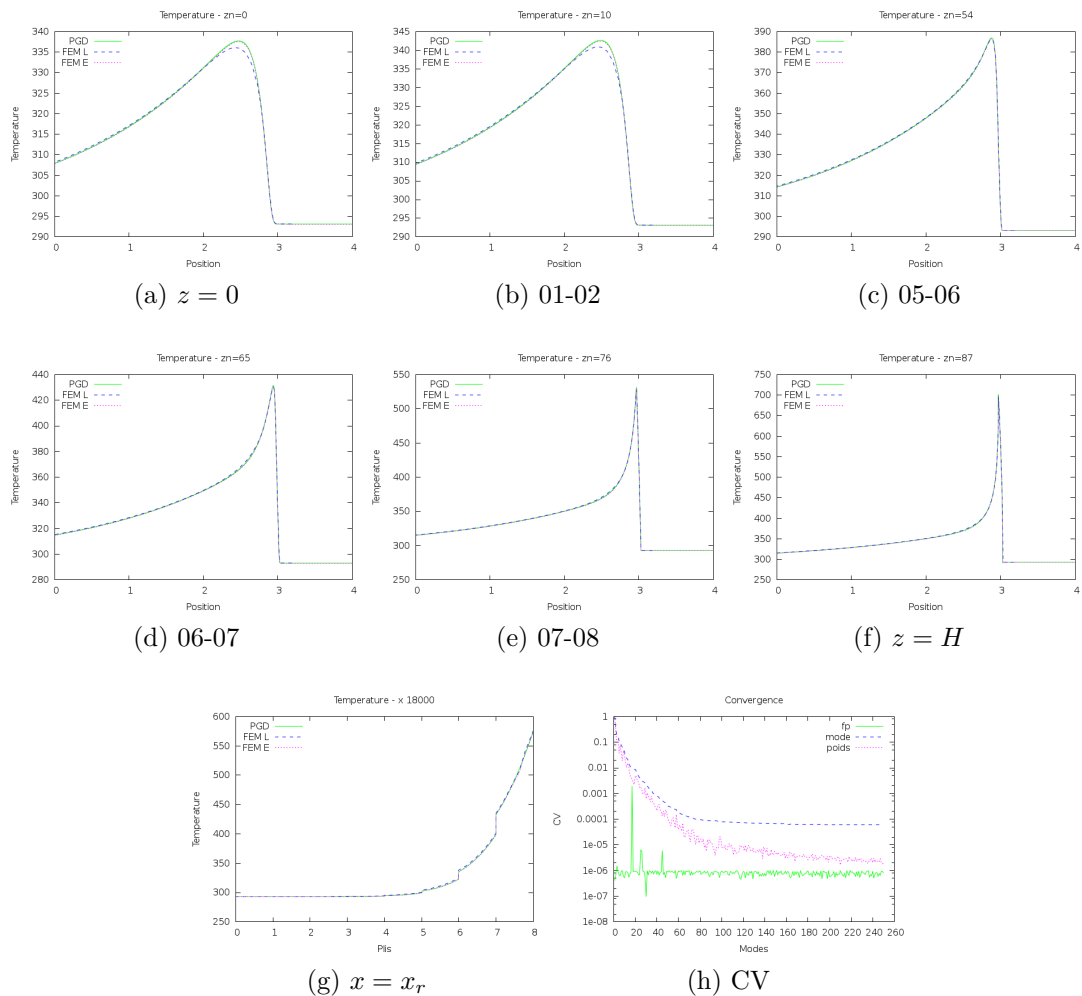 Temperature - zn=0
340
335
330
325
320
315
310
305
300
295
290
0 1 2 3 4
Temperature
Position
PGD
FEM L
FEM E
(a) z = 0
Temperature - zn=10
345
340
335
330
325
320
315
310
305
300
295
290
0 1 2 3 4
Temperature
Position
PGD
FEM L
FEM E
(b) 01-02
Temperature - zn=54
390
380
370
360
350
340
330
320
310
300
290
0 1 2 3 4
Temperature
Position
PGD
FEM L
FEM E
(c) 05-06
Temperature - zn=65
440
420
400
380
360
340
320
300
280
0 1 2 3 4
Temperature
Position
PGD
FEM L
FEM E
(d) 06-07
Temperature - zn=76
550
500
450
400
350
300
250
0 1 2 3 4
Temperature
Position
PGD
FEM L
FEM E
(e) 07-08
Temperature - zn=87
750
700
650
600
550
500
450
400
350
300
250
0 1 2 3 4
Temperature
Position
PGD
FEM L
FEM E
(f) z = H
Temperature - x 18000
600
550
500
450
400
350
300
250
0 1 2 3 4 5 6 7 8
Temperature
Plis
PGD
FEM L
FEM E
(g) x = x_r
Convergence
1
0.1
0.01
0.001
0.0001
1e-05
1e-06
1e-07
1e-08
0 20 40 60 80 100 120 140 160 180 200 220 240 260
CV
Modes
fp
mode
poids
(h) CV